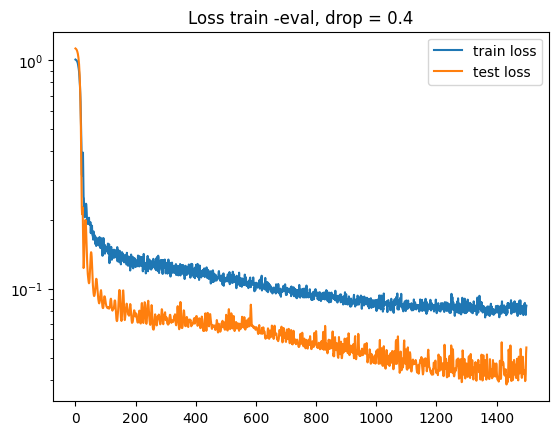 Loss train -eval, drop = 0.4
train loss
test loss
10⁰
10⁻¹
0 200 400 600 800 1000 1200 1400